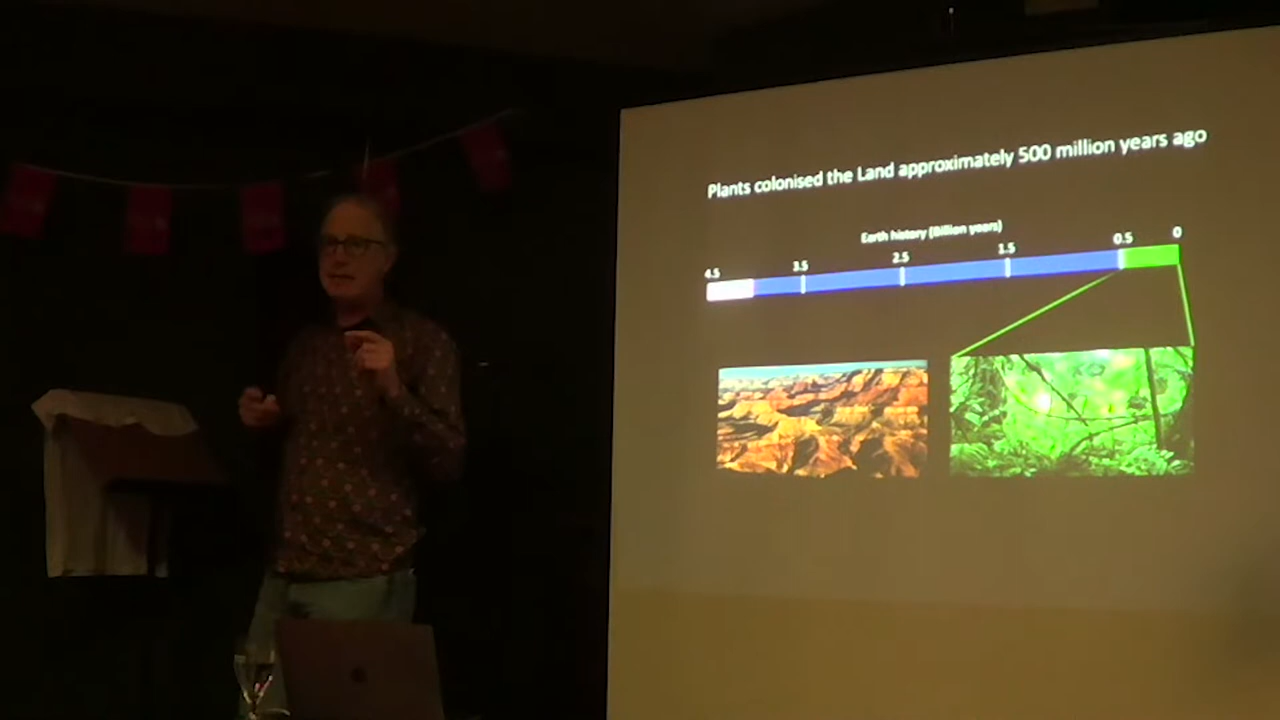 Plants colonised the Land approximately 500 million years ago
Earth history (Billion years)
4.5 3.5 2.5 1.5 0.5 0